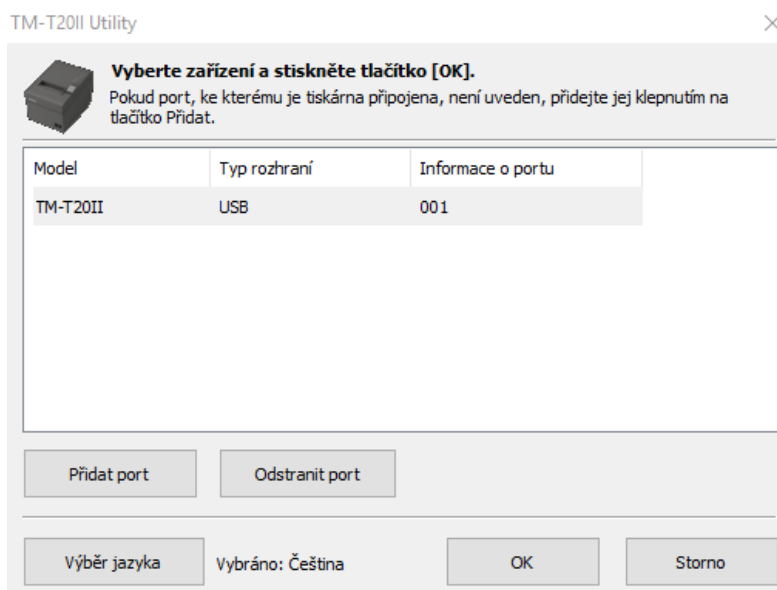 TM-T20II Utility
Vyberte zařízení a stiskněte tlačítko [OK].
Pokud port, ke kterému je tiskárna připojena, není uveden, přidejte jej klepnutím na
tlačítko Přidat.
Model Typ rozhraní Informace o portu
TM-T20II USB 001
Přidat port Odstranit port
Výběr jazyka Vybráno: Čeština OK Storno